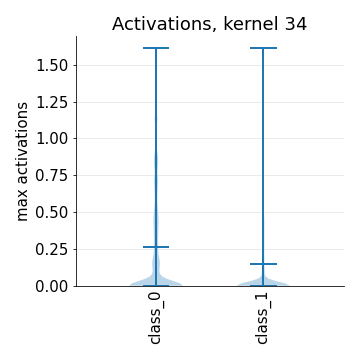 Activations, kernel 34
max activations
1.50
1.25
1.00
0.75
0.50
0.25
0.00
class_0
class_1